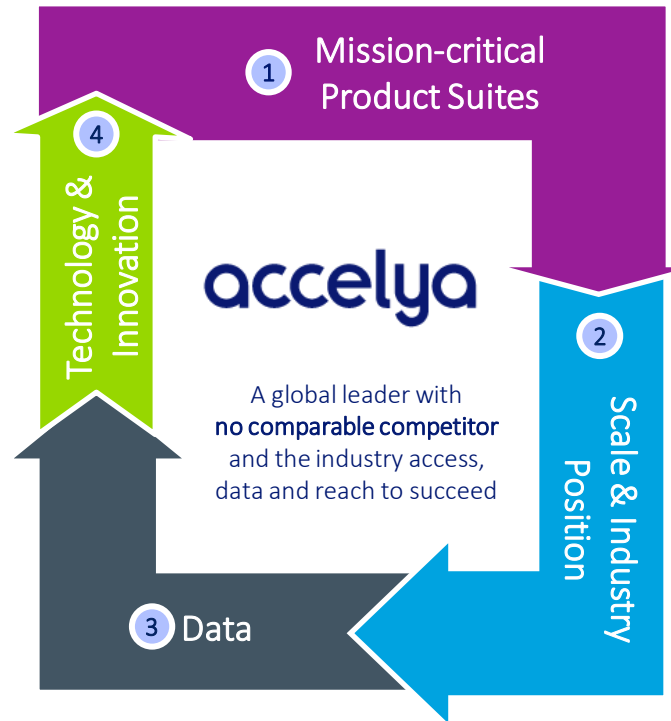 1
Mission-critical
Product Suites
2
Scale & Industry
Position
3
Data
4
Technology &
Innovation
accelya
A global leader with
no comparable competitor
and the industry access,
data and reach to succeed